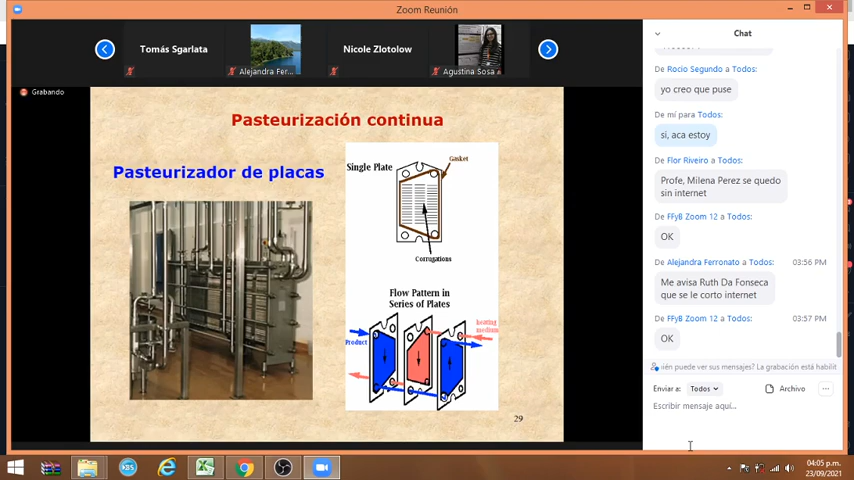 Zoom Reunión
Tomás Sgarlata
Alejandra Fer...
Nicole Zlotolow
Agustina Sosa
Grabando
Pasteurización continua
Pasteurizador de placas
Single Plate
Gasket
Corrugations
Flow Pattern in
Series of Plates
heating
medium
Product
29
Chat
De Rocio Segundo a Todos:
yo creo que puse
De mí para Todos:
si, aca estoy
De Flor Riveiro a Todos:
Profe, Milena Perez se quedo
sin internet
De FFyB Zoom 12 a Todos:
OK
De Alejandra Ferronato a Todos: 03:56 PM
Me avisa Ruth Da Fonseca
que se le corto internet
De FFyB Zoom 12 a Todos: 03:57 PM
OK
ién puede ver sus mensajes? La grabación está habilit
Enviar a: Todos Archivo ...
Escribir mensaje aquí...
04:05 p.m.
23/09/2021